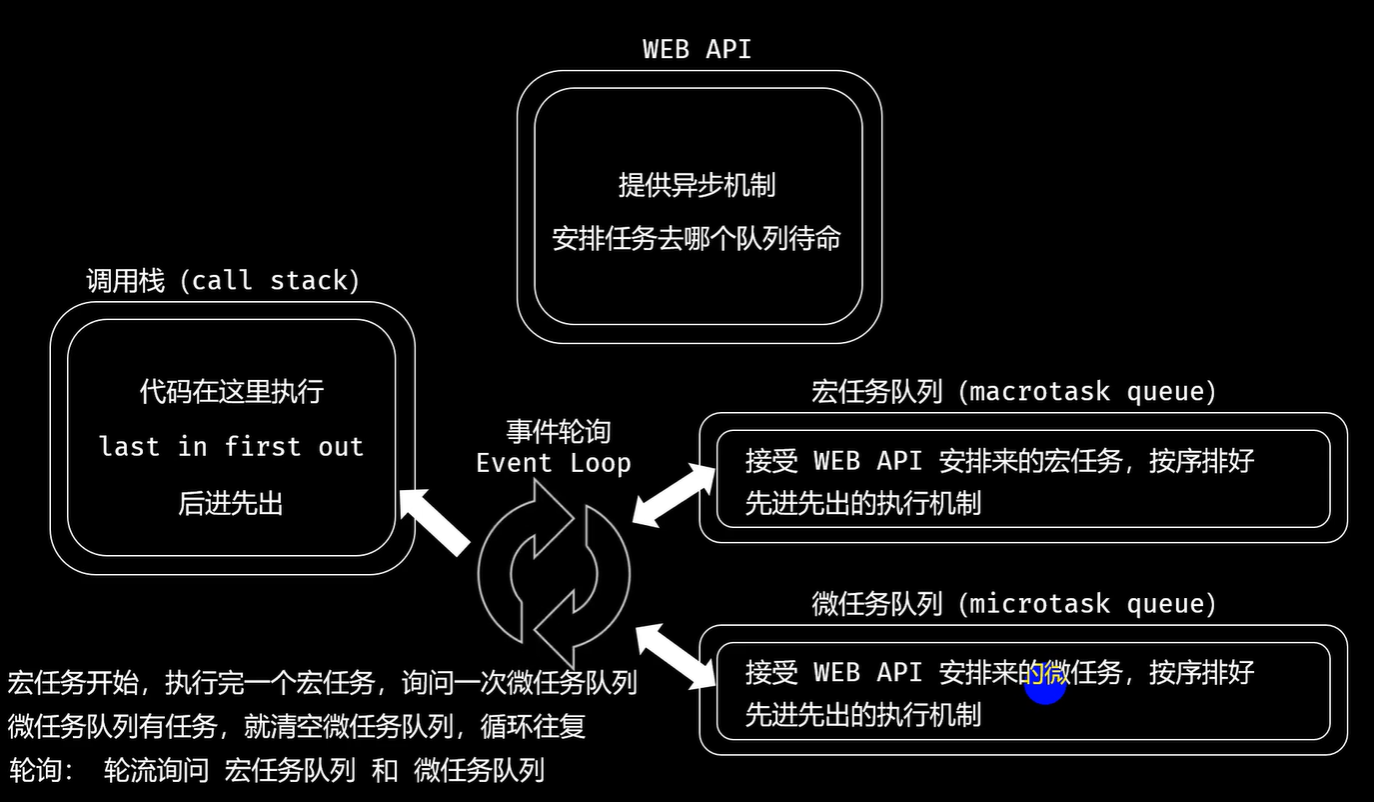 WEB API
提供异步机制
安排任务去哪个队列待命
调用栈（call stack）
代码在这里执行
last in first out
后进先出
事件轮询
Event Loop
宏任务队列（macrotask queue）
接受 WEB API 安排来的宏任务，按序排好
先进先出的执行机制
微任务队列（microtask queue）
接受 WEB API 安排来的微任务，按序排好
先进先出的执行机制
宏任务开始，执行完一个宏任务，询问一次微任务队列
微任务队列有任务，就清空微任务队列，循环往复
轮询： 轮流询问 宏任务队列 和 微任务队列